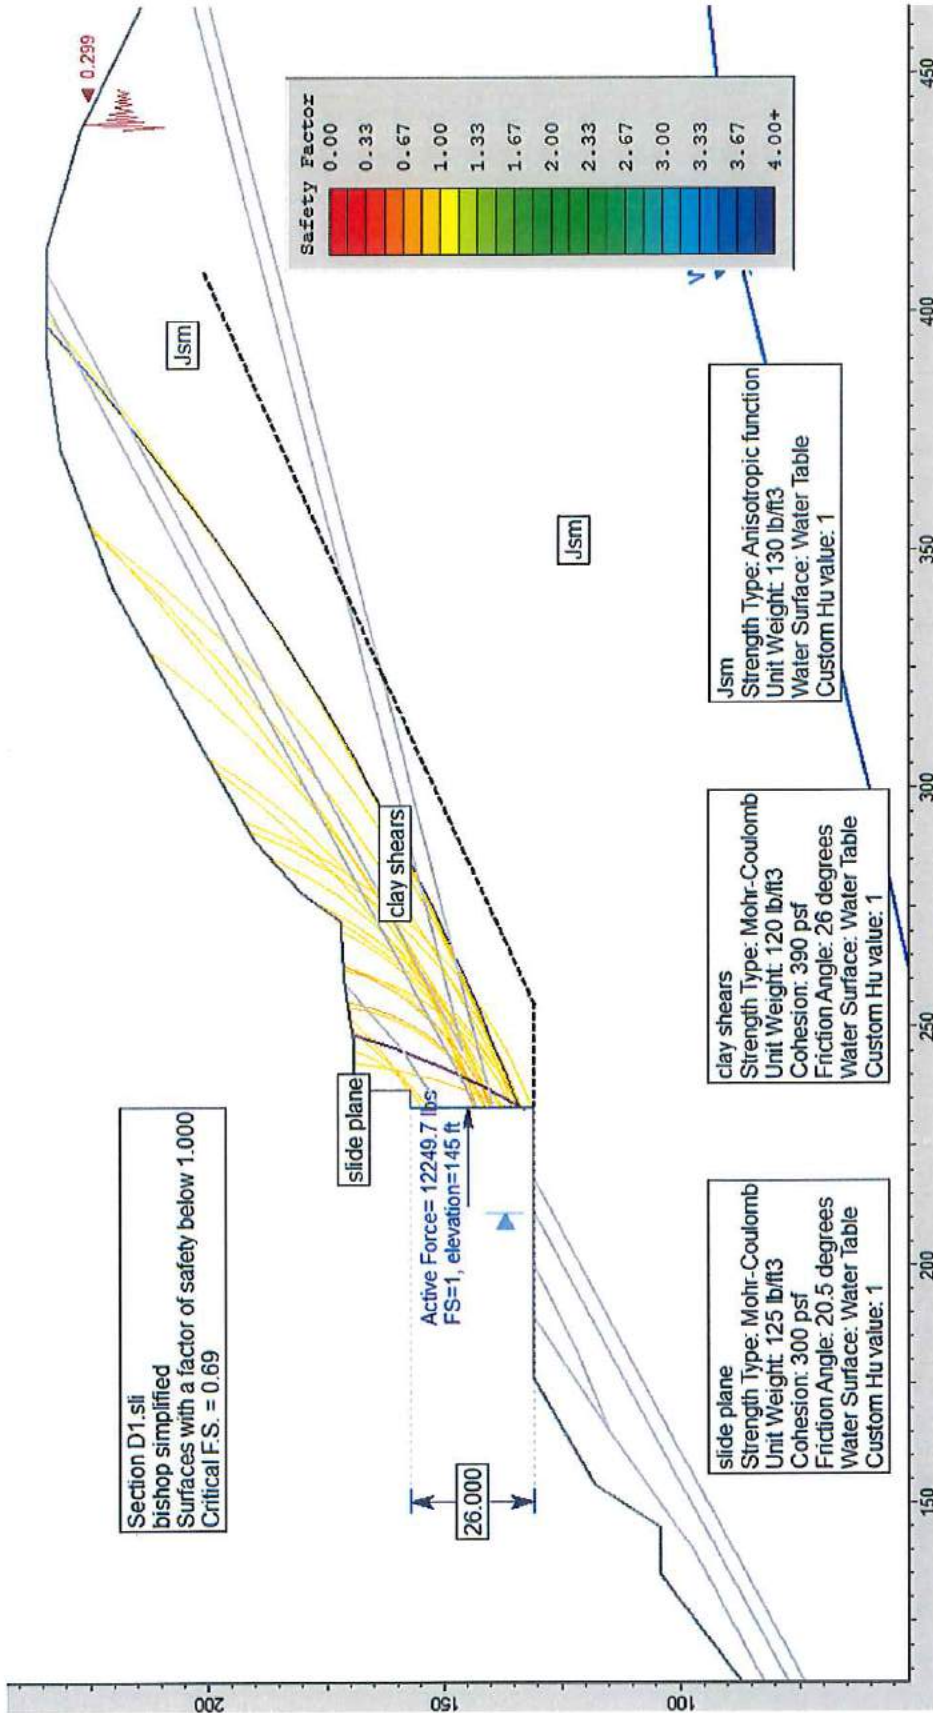 Section D1.sli
bishop simplified
Surfaces with a factor of safety below 1.000
Critical F.S. = 0.69
0.299
Safety Factor
0.00
0.33
0.67
1.00
1.33
1.67
2.00
2.33
2.67
3.00
3.33
3.67
4.00+
Jsm
Jsm
clay shears
slide plane
Active Force= 12249.7 lbs
FS=1, elevation=145 ft
26.000
slide plane
Strength Type: Mohr-Coulomb
Unit Weight: 125 lb/ft3
Cohesion: 300 psf
Friction Angle: 20.5 degrees
Water Surface: Water Table
Custom Hu value: 1
clay shears
Strength Type: Mohr-Coulomb
Unit Weight: 120 lb/ft3
Cohesion: 390 psf
Friction Angle: 26 degrees
Water Surface: Water Table
Custom Hu value: 1
Jsm
Strength Type: Anisotropic function
Unit Weight: 130 lb/ft3
Water Surface: Water Table
Custom Hu value: 1
200
150
100
150
200
250
300
350
400
450